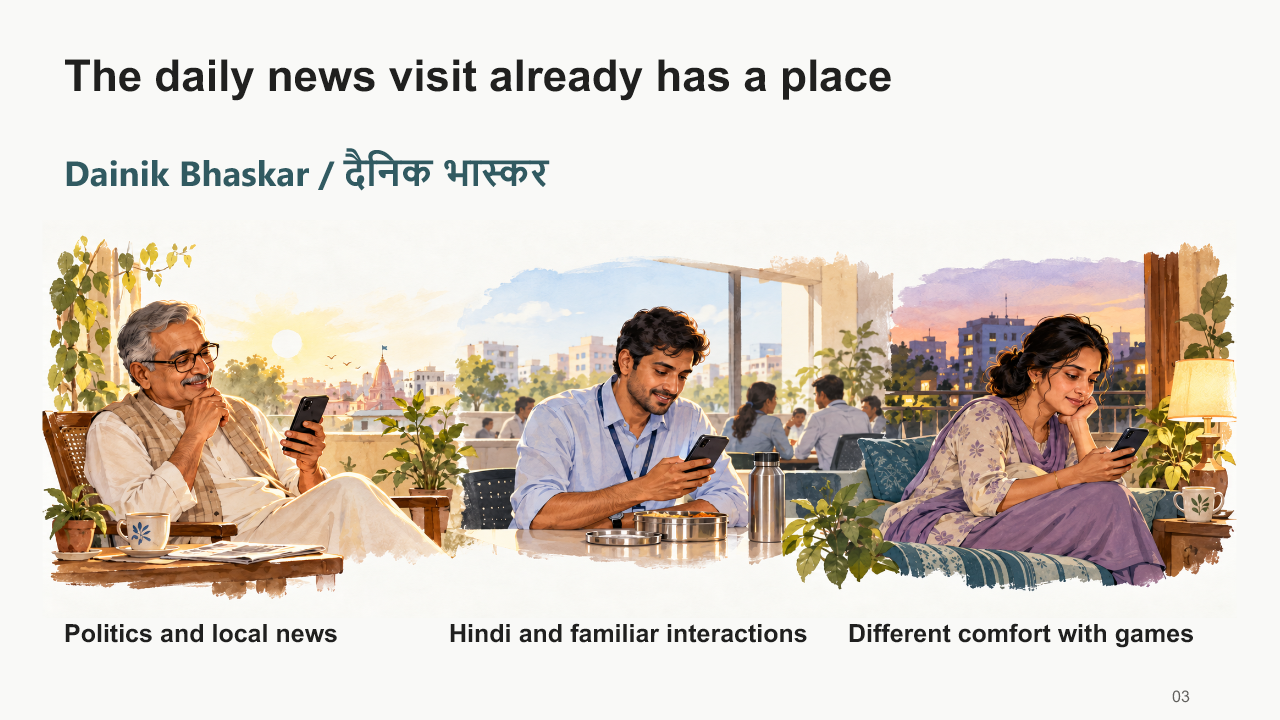 The daily news visit already has a place
Dainik Bhaskar / दैनिक भास्कर
Politics and local news
Hindi and familiar interactions
Different comfort with games
03